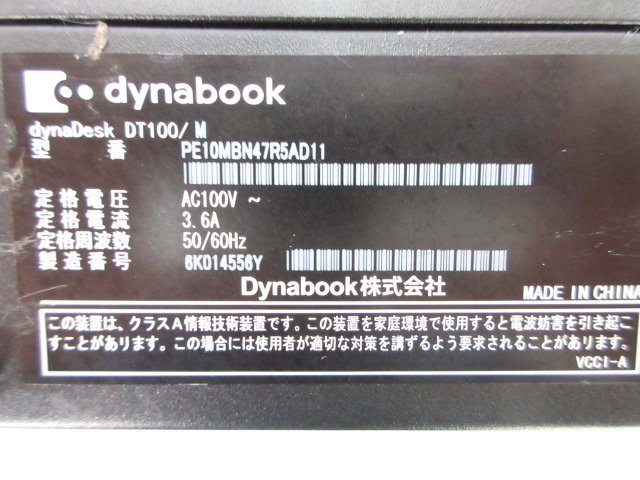 dynabook
dynaDesk DT100/M
型番 PE10MBN47R5AD11
定格電圧 AC100V ~
定格電流 3.6A
定格周波数 50/60Hz
製造番号 6K014556Y
Dynabook株式会社
MADE IN CHINA
この装置は、クラスA情報技術装置です。この装置を家庭環境で使用すると電波妨害を引き起こ
すことがあります。この場合には使用者が適切な対策を講ずるよう要求されることがあります。
VCCI-A